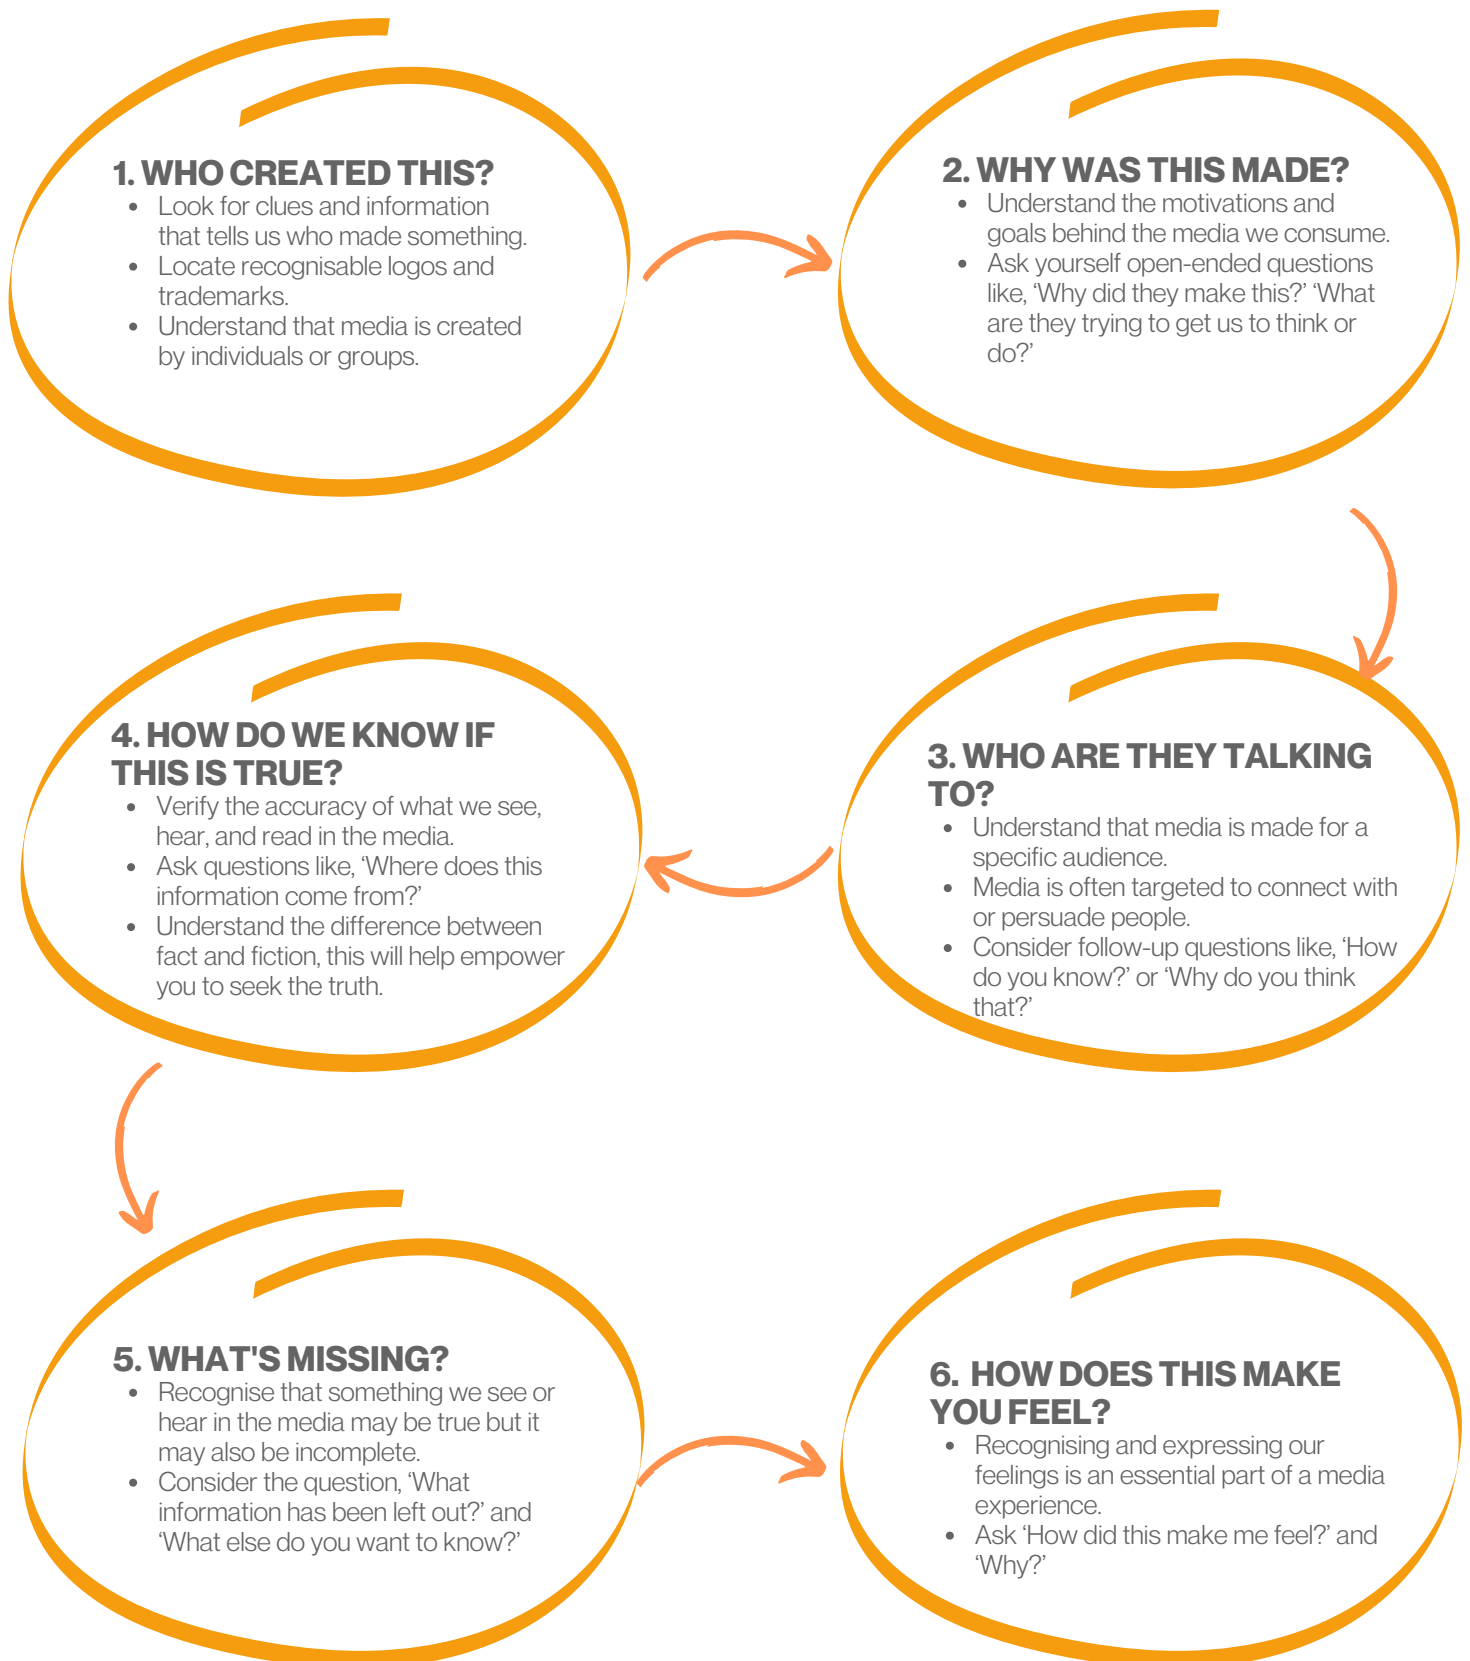 1. WHO CREATED THIS?
• Look for clues and information
that tells us who made something.
• Locate recognisable logos and
trademarks.
• Understand that media is created
by individuals or groups.
2. WHY WAS THIS MADE?
• Understand the motivations and
goals behind the media we consume.
• Ask yourself open-ended questions
like, ‘Why did they make this?’ ‘What
are they trying to get us to think or
do?’
3. WHO ARE THEY TALKING
TO?
• Understand that media is made for a
specific audience.
• Media is often targeted to connect with
or persuade people.
• Consider follow-up questions like, ‘How
do you know?’ or ‘Why do you think
that?’
4. HOW DO WE KNOW IF
THIS IS TRUE?
• Verify the accuracy of what we see,
hear, and read in the media.
• Ask questions like, ‘Where does this
information come from?’
• Understand the difference between
fact and fiction, this will help empower
you to seek the truth.
5. WHAT'S MISSING?
• Recognise that something we see or
hear in the media may be true but it
may also be incomplete.
• Consider the question, ‘What
information has been left out?’ and
‘What else do you want to know?’
6. HOW DOES THIS MAKE
YOU FEEL?
• Recognising and expressing our
feelings is an essential part of a media
experience.
• Ask ‘How did this make me feel?’ and
‘Why?’